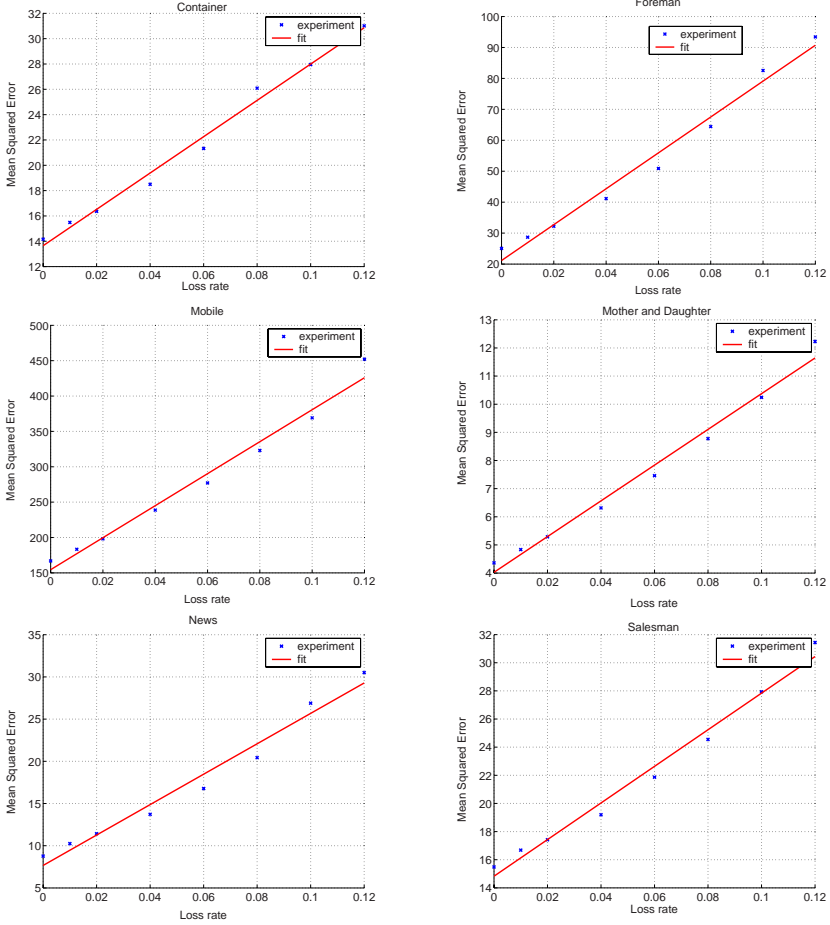 Container
32
30
28
26
24
22
20
18
16
14
12
Mean Squared Error
experiment
fit
0 0.02 0.04 0.06 0.08 0.1 0.12
Loss rate
Foreman
100
90
80
70
60
50
40
30
20
Mean Squared Error
experiment
fit
0 0.02 0.04 0.06 0.08 0.1 0.12
Loss rate
Mobile
500
450
400
350
300
250
200
150
Mean Squared Error
experiment
fit
0 0.02 0.04 0.06 0.08 0.1 0.12
Loss rate
Mother and Daughter
13
12
11
10
9
8
7
6
5
4
Mean Squared Error
experiment
fit
0 0.02 0.04 0.06 0.08 0.1 0.12
Loss rate
News
35
30
25
20
15
10
5
Mean Squared Error
experiment
fit
0 0.02 0.04 0.06 0.08 0.1 0.12
Loss rate
Salesman
32
30
28
26
24
22
20
18
16
14
Mean Squared Error
experiment
fit
0 0.02 0.04 0.06 0.08 0.1 0.12
Loss rate